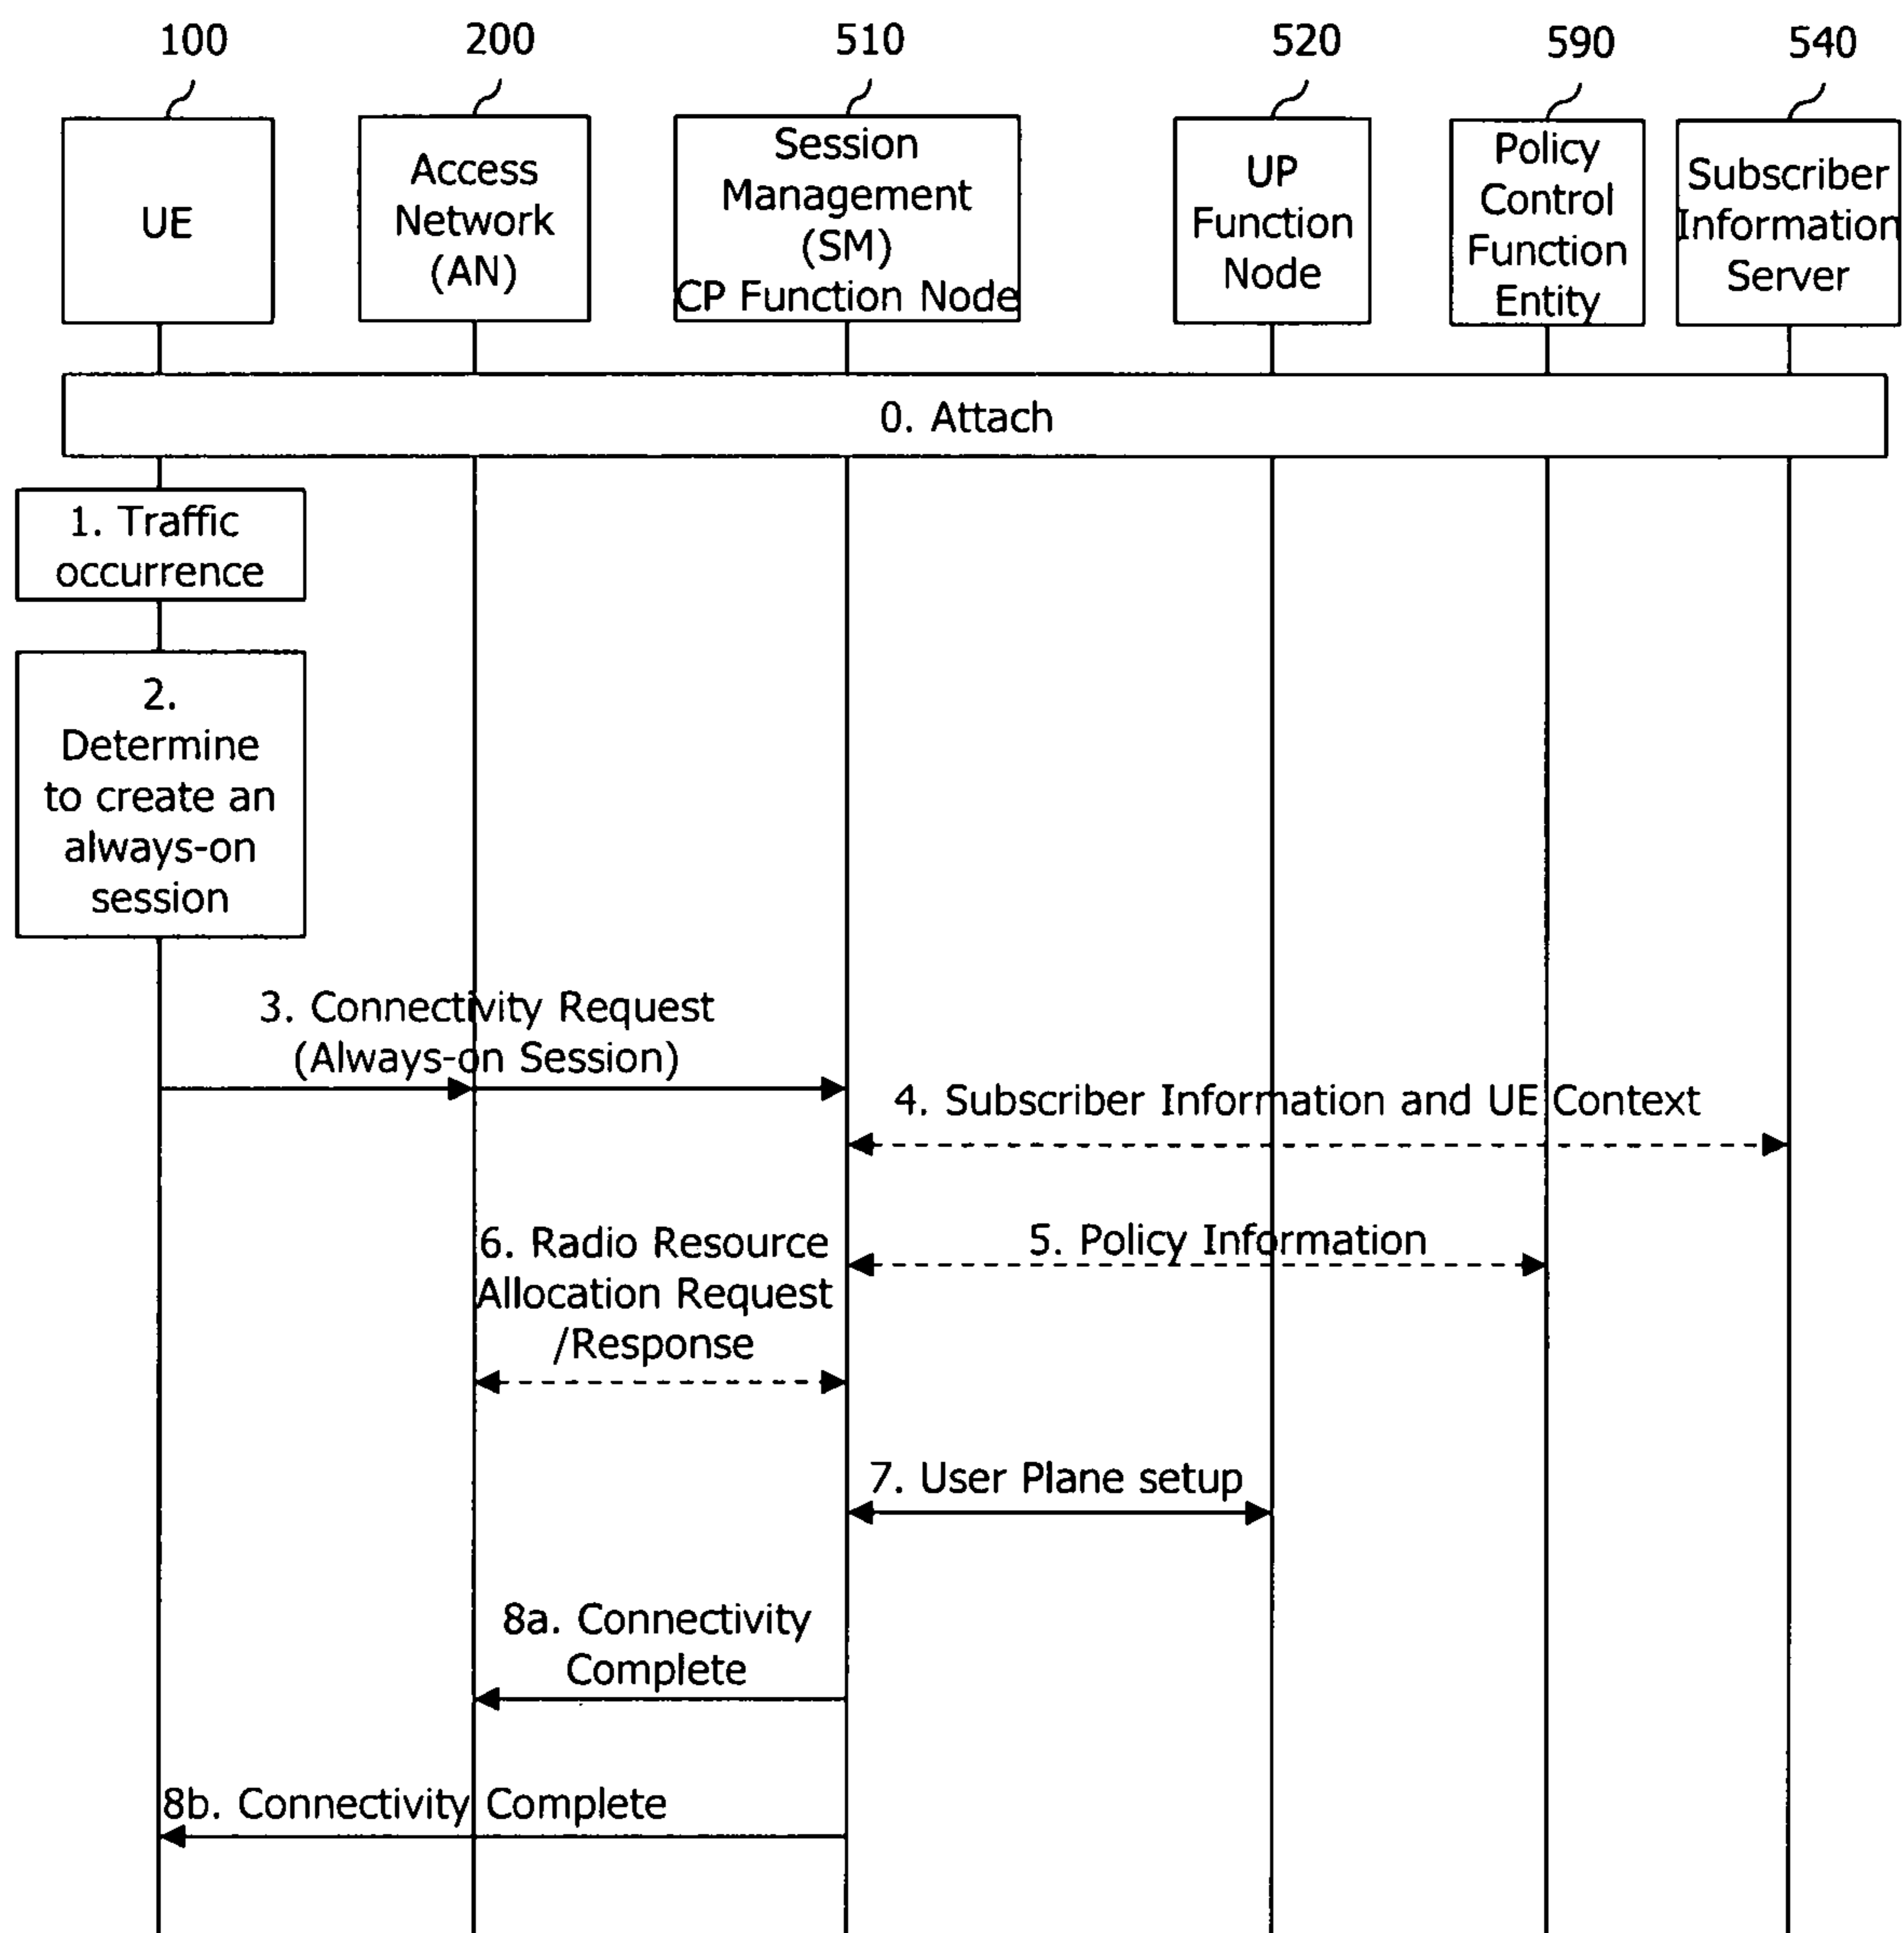 100
200
510
520
590
540
UE
Access
Network
(AN)
Session
Management
(SM)
CP Function Node
UP
Function
Node
Policy
Control
Function
Entity
Subscriber
Information
Server
0. Attach
1. Traffic
occurrence
2.
Determine
to create an
always-on
session
3. Connectivity Request
(Always-on Session)
4. Subscriber Information and UE Context
5. Policy Information
6. Radio Resource
Allocation Request
/Response
7. User Plane setup
8a. Connectivity
Complete
8b. Connectivity Complete